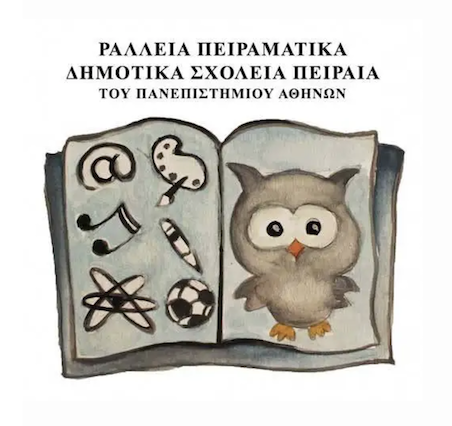 ΡΑΛΛΕΙΑ ΠΕΙΡΑΜΑΤΙΚΑ
ΔΗΜΟΤΙΚΑ ΣΧΟΛΕΙΑ ΠΕΙΡΑΙΑ
ΤΟΥ ΠΑΝΕΠΙΣΤΗΜΙΟΥ ΑΘΗΝΩΝ
@